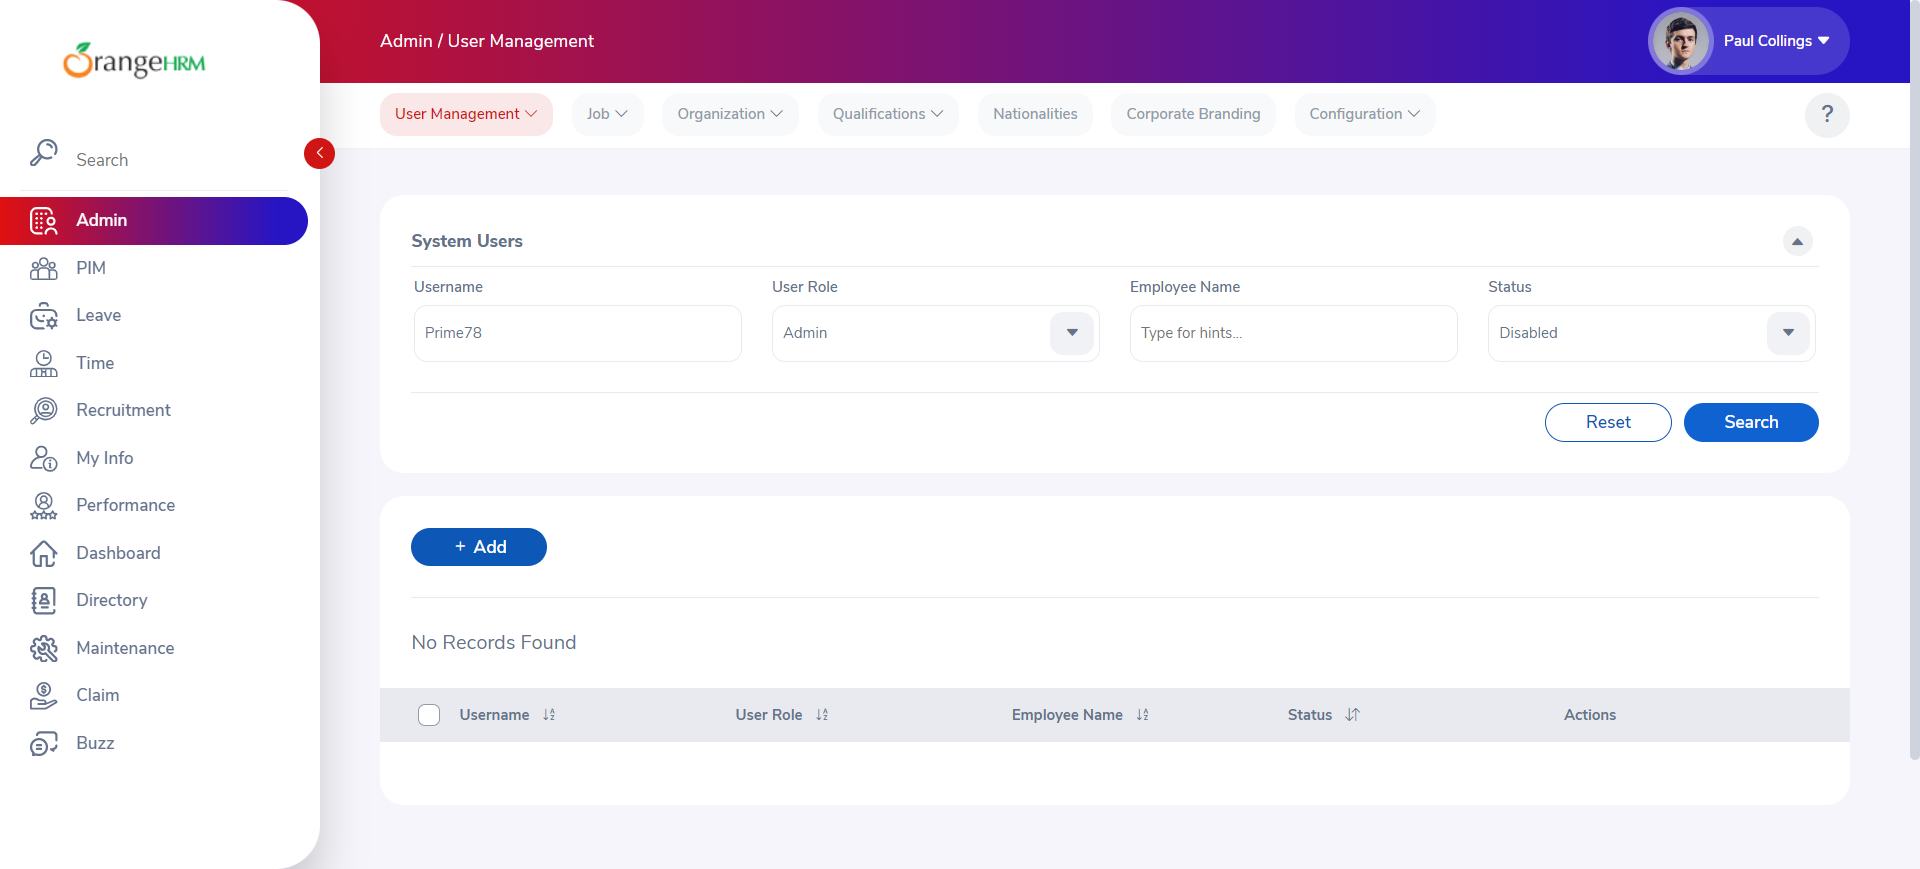 OrangeHRM
Admin / User Management
Paul Collings
User Management
Job
Organization
Qualifications
Nationalities
Corporate Branding
Configuration
?
Search
Admin
PIM
Leave
Time
Recruitment
My Info
Performance
Dashboard
Directory
Maintenance
Claim
Buzz
System Users
Username
User Role
Employee Name
Status
Prime78
Admin
Type for hints...
Disabled
Reset
Search
+ Add
No Records Found
Username
User Role
Employee Name
Status
Actions